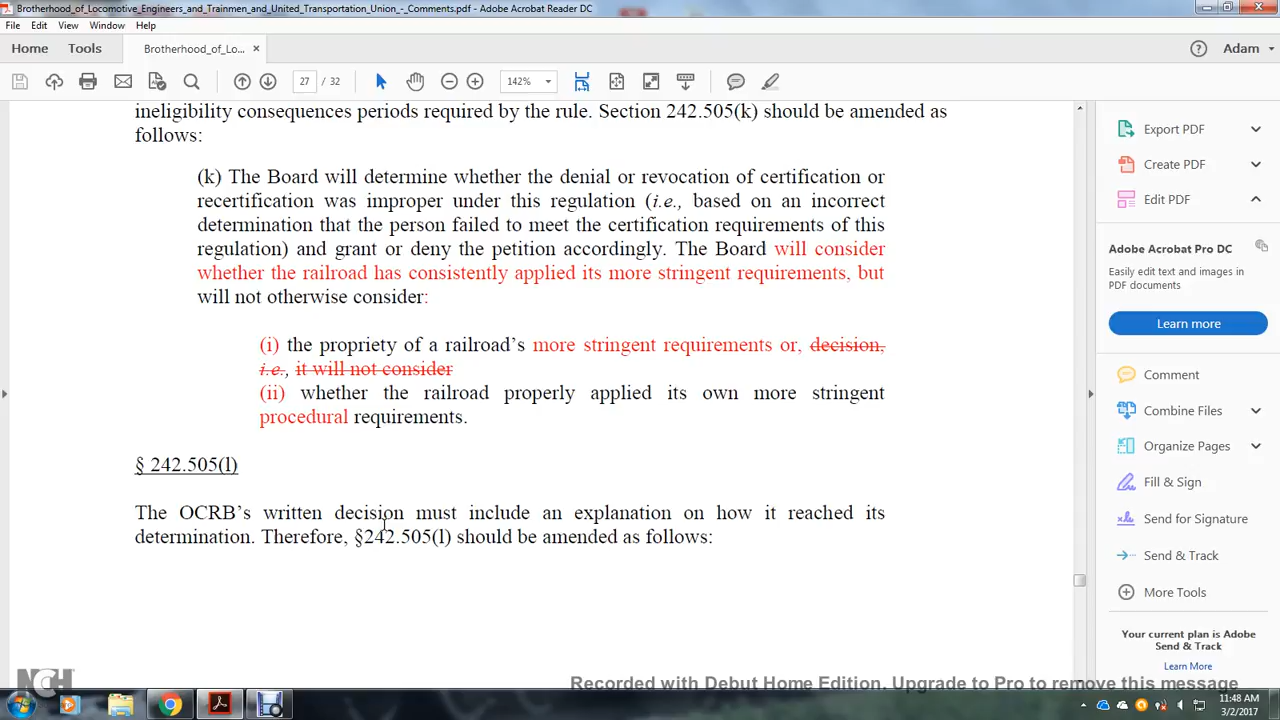 Brotherhood_of_Locomotive_Engineers_and_Trainmen_and_United_Transportation_Union_-_Comments.pdf - Adobe Acrobat Reader DC
File Edit View Window Help
Home Tools Brotherhood_of_Lo... × Adam
27 / 32 142%
ineligibility consequences periods required by the rule. Section 242.505(k) should be amended as
follows:
(k) The Board will determine whether the denial or revocation of certification or
recertification was improper under this regulation (i.e., based on an incorrect
determination that the person failed to meet the certification requirements of this
regulation) and grant or deny the petition accordingly. The Board will consider
whether the railroad has consistently applied its more stringent requirements, but
will not otherwise consider:
(i) the propriety of a railroad’s more stringent requirements or, decision,
i.e., it will not consider
(ii) whether the railroad properly applied its own more stringent
procedural requirements.
§ 242.505(l)
The OCRB’s written decision must include an explanation on how it reached its
determination. Therefore, §242.505(l) should be amended as follows:
Export PDF
Create PDF
Edit PDF
Adobe Acrobat Pro DC
Easily edit text and images in
PDF documents
Learn more
Comment
Combine Files
Organize Pages
Fill & Sign
Send for Signature
Send & Track
More Tools
Your current plan is Adobe
Send & Track
Learn More
NCH
Recorded with Debut Home Edition. Upgrade to Pro to remove this message
11:48 AM
3/2/2017